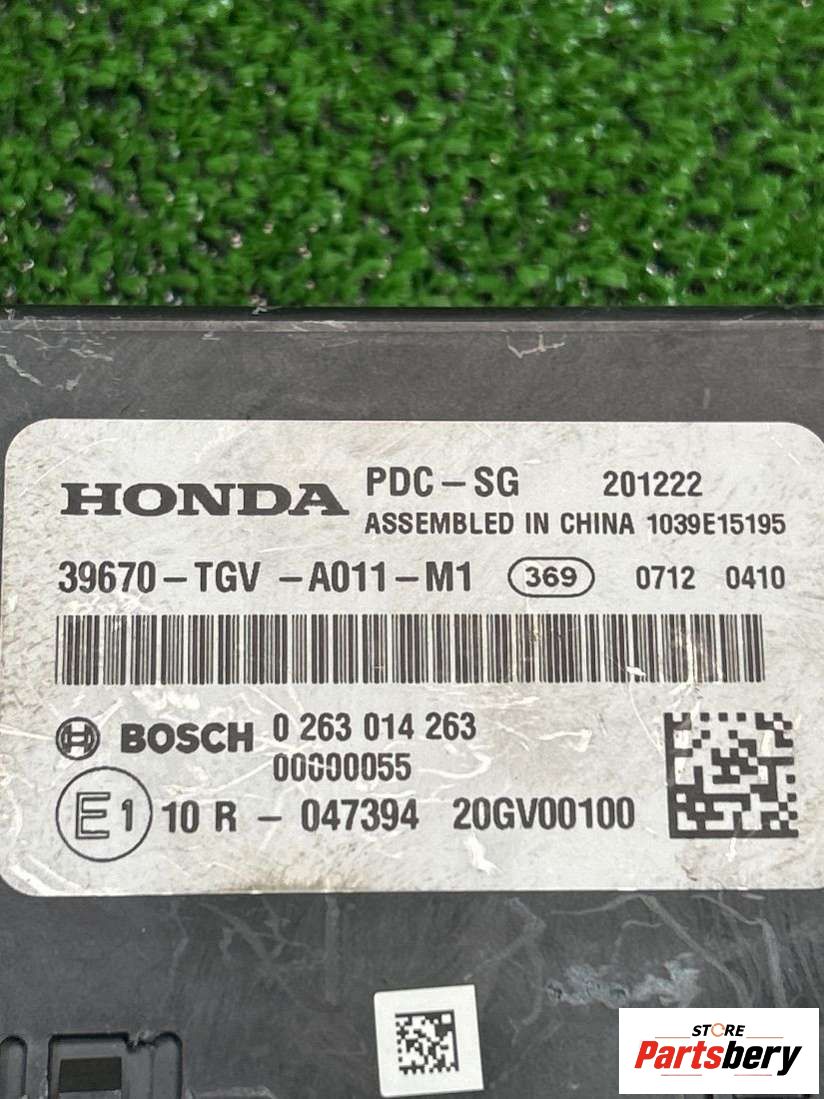 HONDA PDC-SG 201222
ASSEMBLED IN CHINA 1039E15195
39670-TGV -A011-M1 369 0712 0410
BOSCH 0 263 014 263
00000055
E1 10 R - 047394 20GV00100
STORE
Partsbery